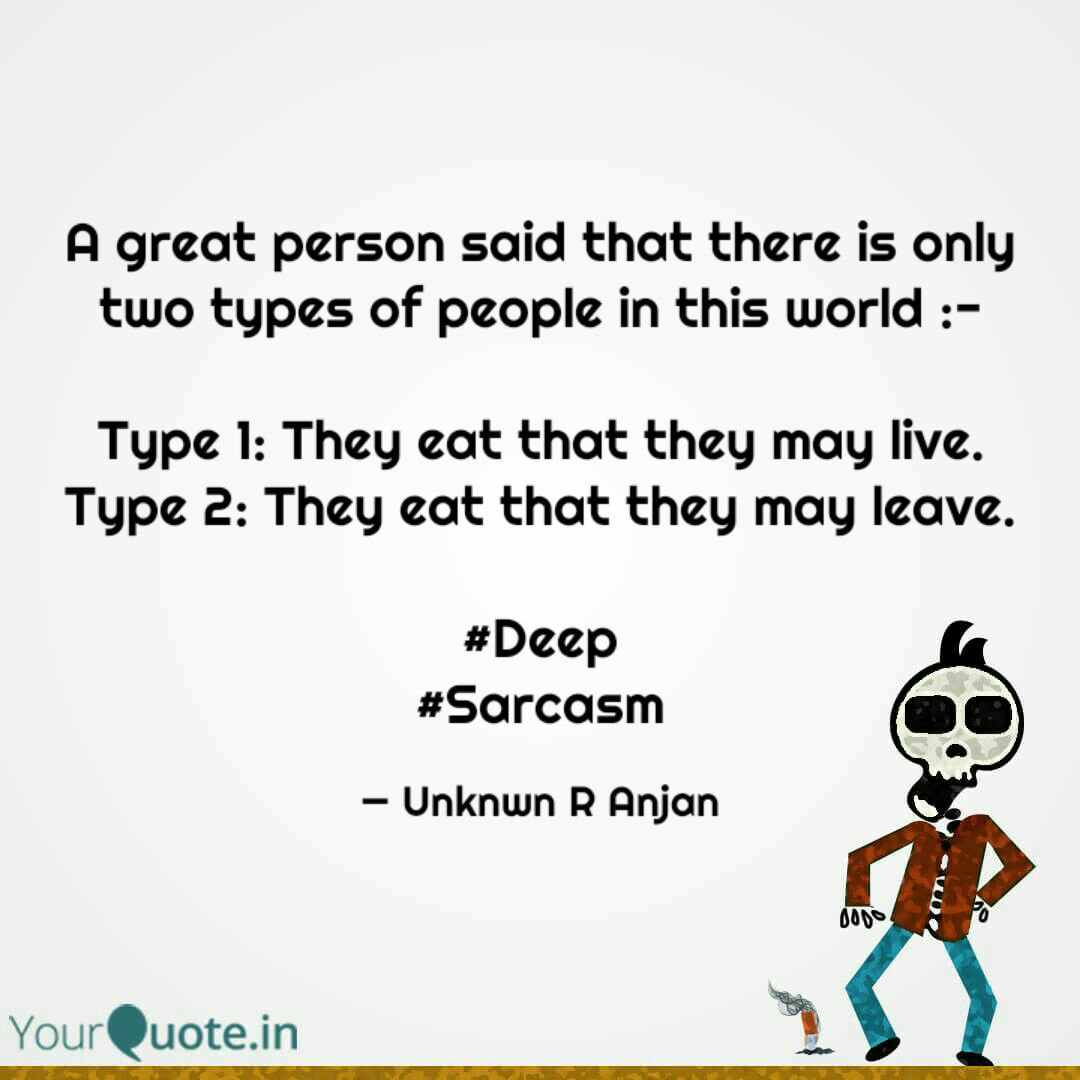 A great person said that there is only
two types of people in this world :-
Type 1: They eat that they may live.
Type 2: They eat that they may leave.
#Deep
#Sarcasm
– Unknwn R Anjan
YourQuote.in